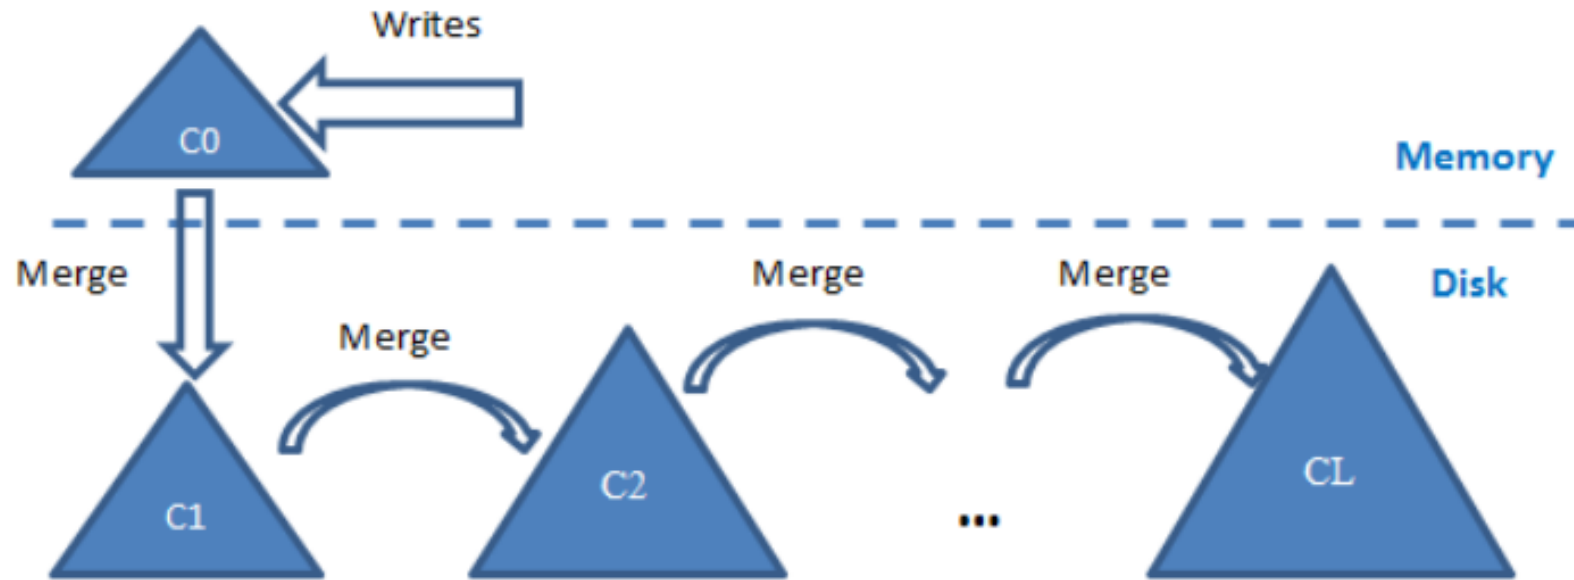 Writes
C0
Memory
Merge
Merge
Merge
Merge
Disk
C1
C2
...
CL